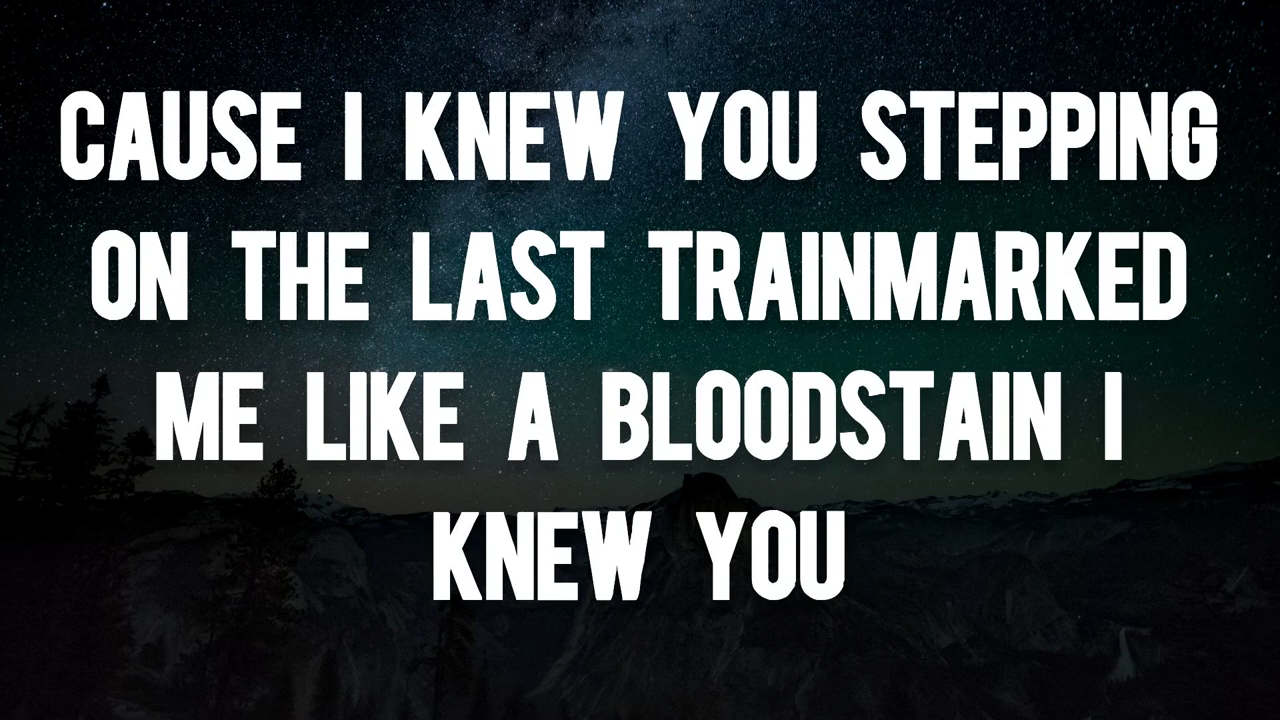 CAUSE I KNEW YOU STEPPING
ON THE LAST TRAINMARKED
ME LIKE A BLOODSTAIN I
KNEW YOU